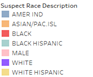 Suspect Race Description
AMER IND
ASIAN/PAC.ISL
BLACK
BLACK HISPANIC
MALE
WHITE
WHITE HISPANIC